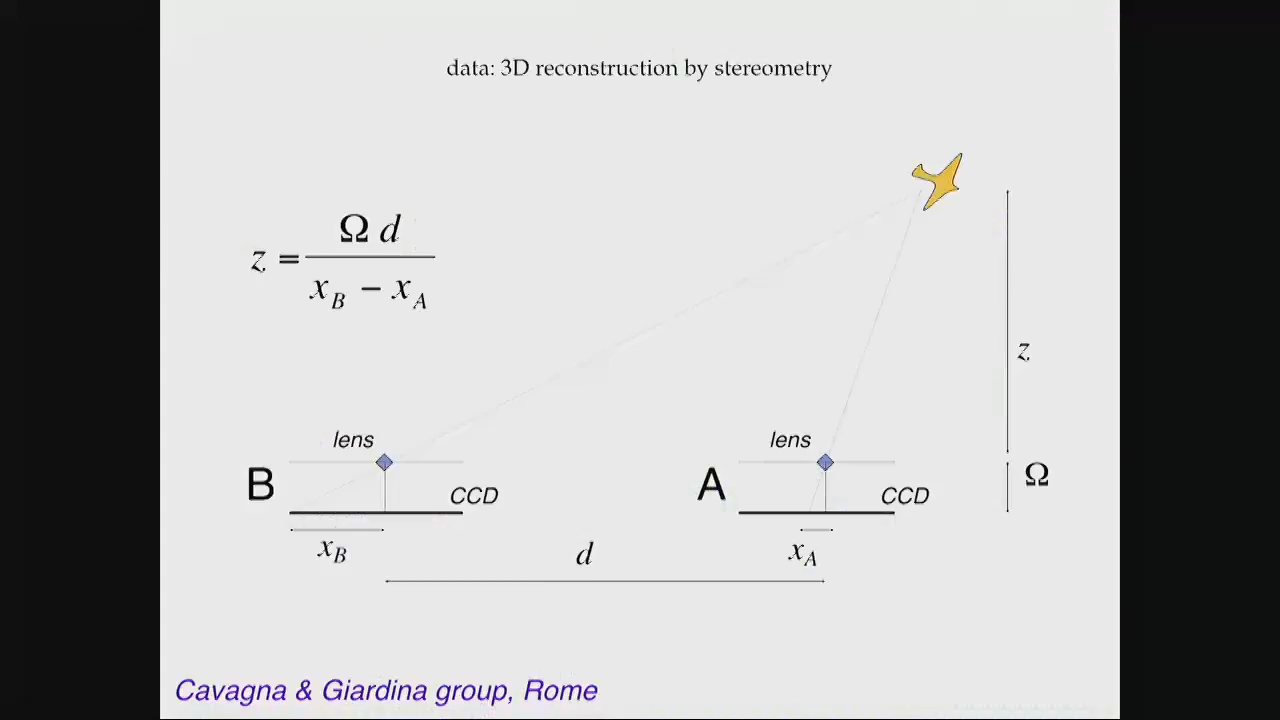 data: 3D reconstruction by stereometry
z = Ω d / x_B − x_A
z
lens
lens
B
CCD
A
CCD
Ω
x_B
d
x_A
Cavagna & Giardina group, Rome